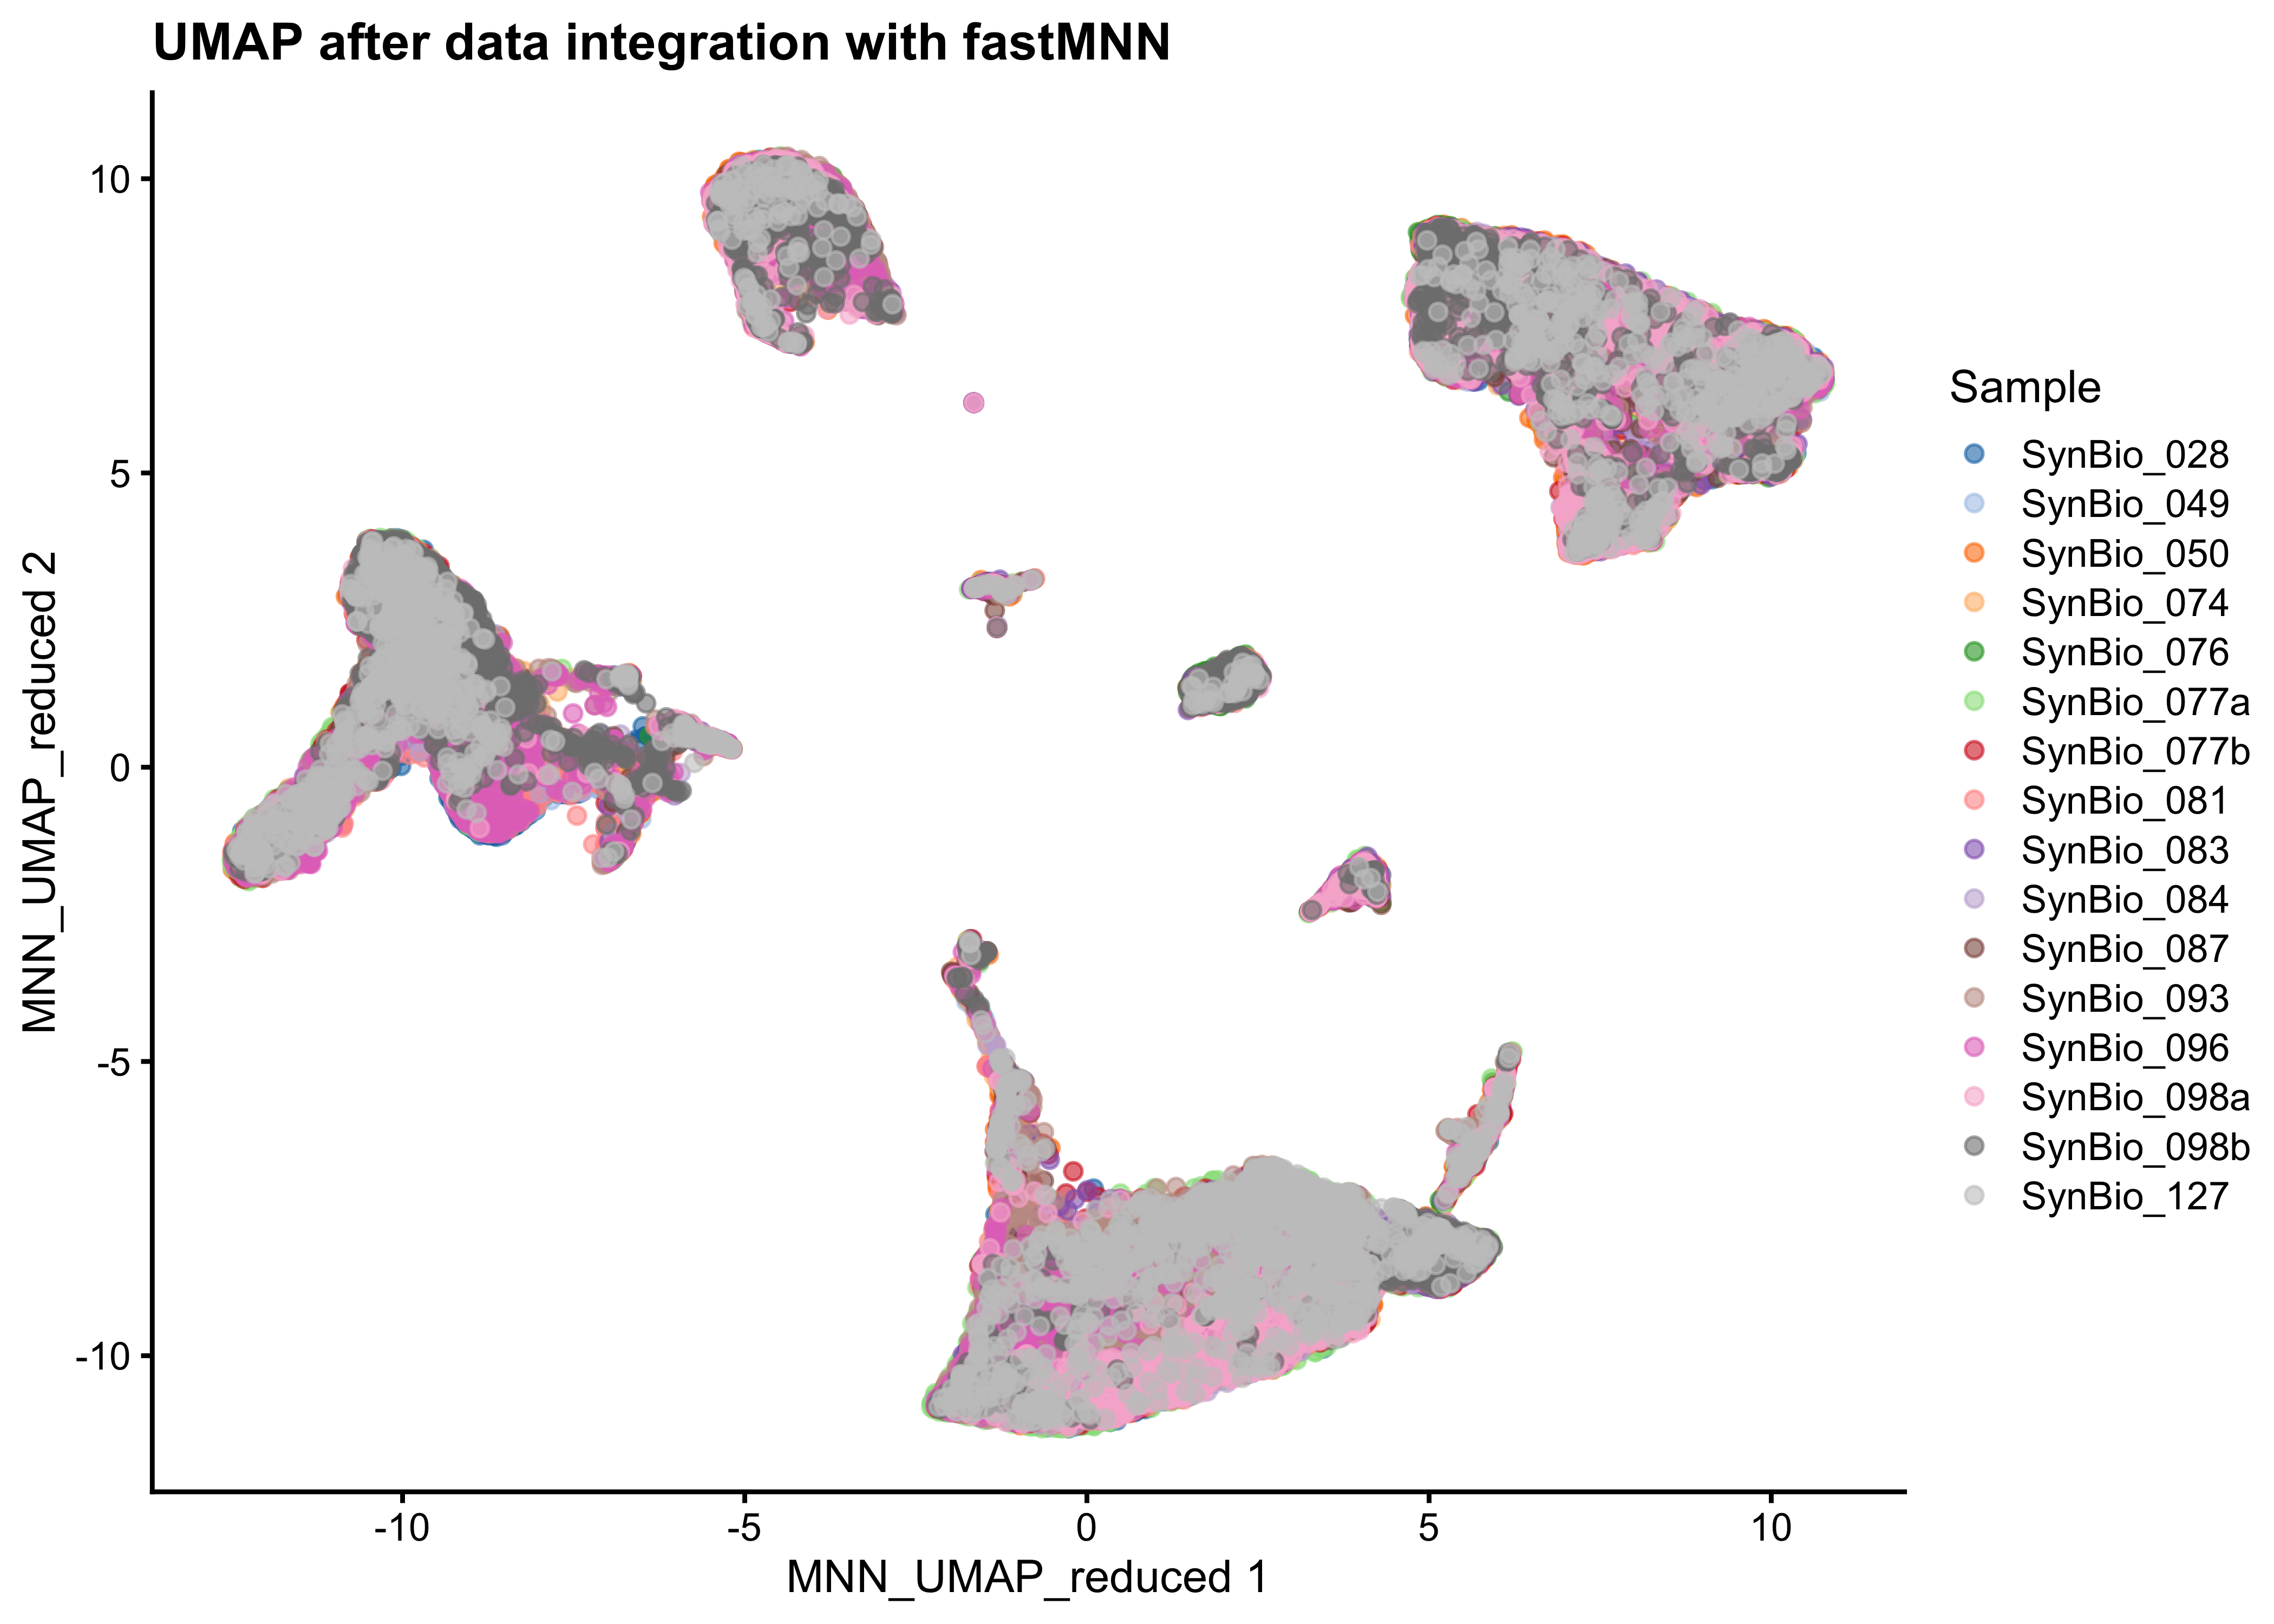 UMAP after data integration with fastMNN
10
5
0
-5
-10
MNN_UMAP_reduced 2
-10
-5
0
5
10
MNN_UMAP_reduced 1
Sample
SynBio_028
SynBio_049
SynBio_050
SynBio_074
SynBio_076
SynBio_077a
SynBio_077b
SynBio_081
SynBio_083
SynBio_084
SynBio_087
SynBio_093
SynBio_096
SynBio_098a
SynBio_098b
SynBio_127